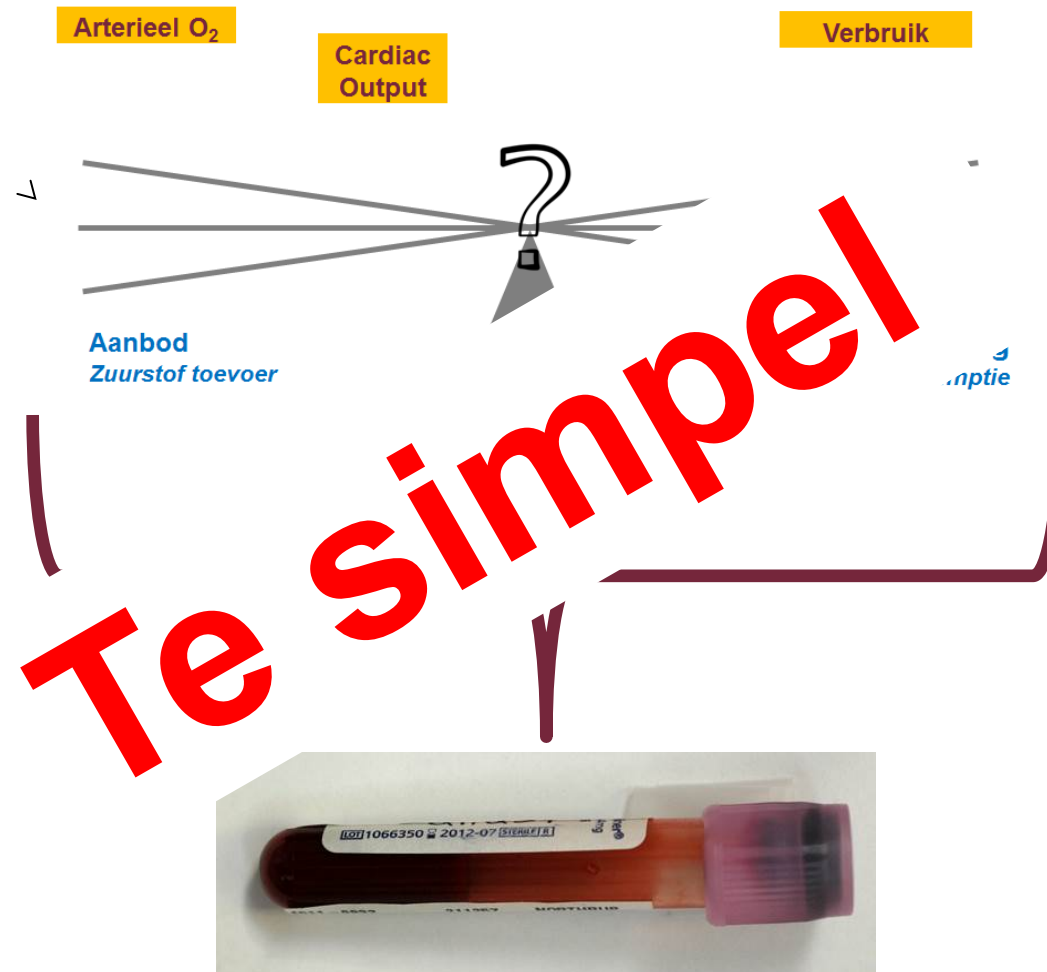 Arterieel O₂
Cardiac
Output
Verbruik
?
Aanbod
Zuurstof toevoer
Te simpel
LOT 1066350 2012-07 STERILE R